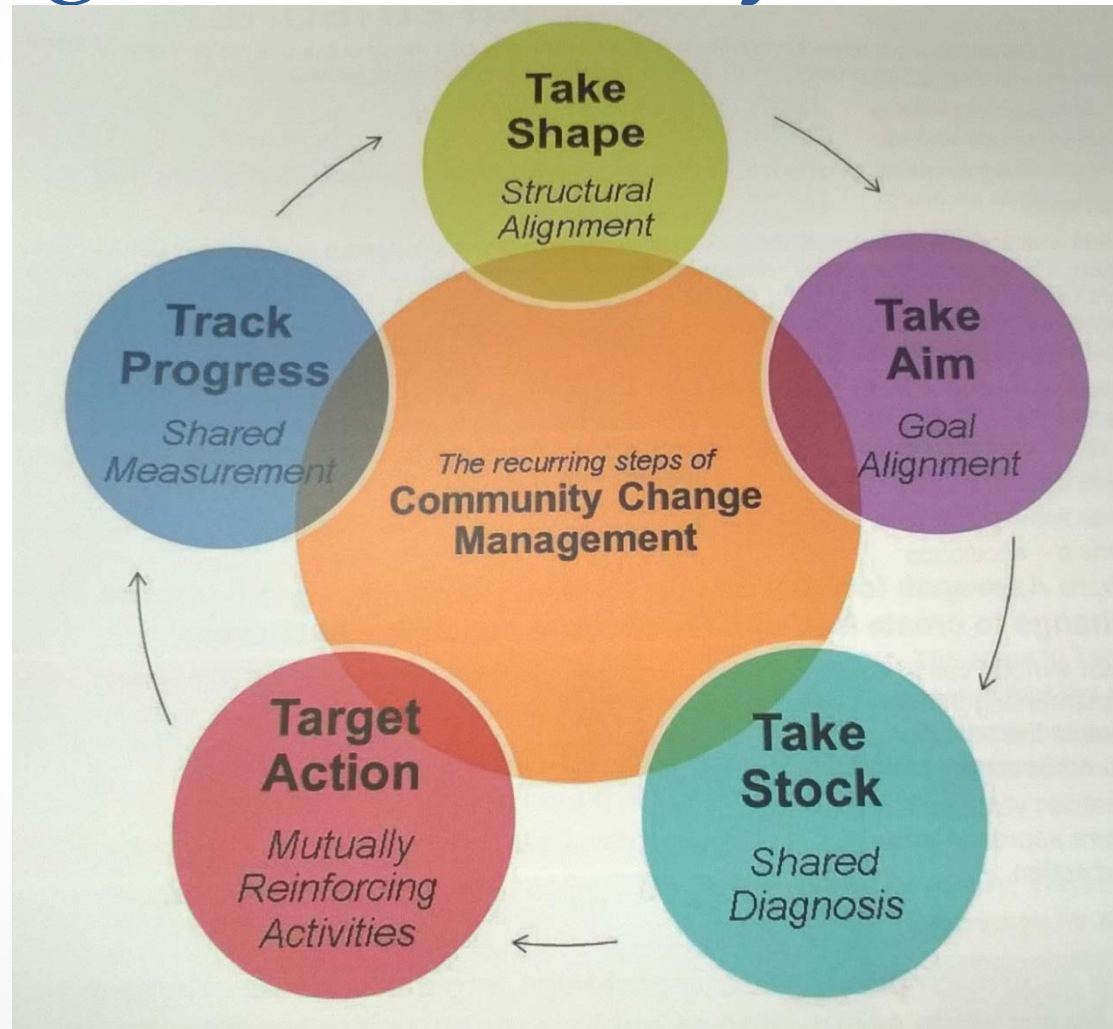 Take
Shape
Structural
Alignment
Take
Aim
Goal
Alignment
Take
Stock
Shared
Diagnosis
Target
Action
Mutually
Reinforcing
Activities
Track
Progress
Shared
Measurement
The recurring steps of
Community Change
Management